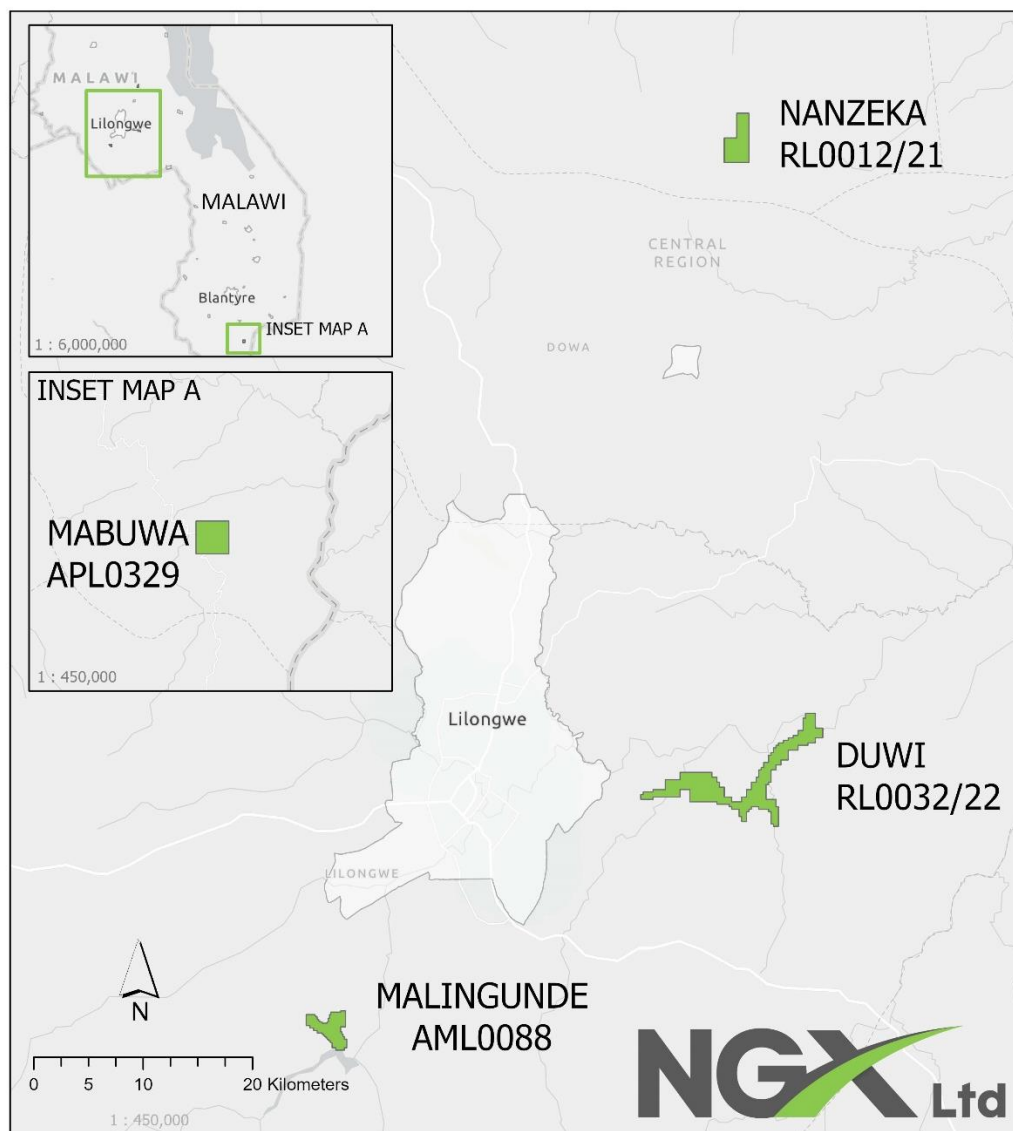 MALAWI
Lilongwe
MALAWI
Blantyre
INSET MAP A
1 : 6,000,000
INSET MAP A
MABUWA
APL0329
1 : 450,000
NANZEKA
RL0012/21
CENTRAL
REGION
DOWA
Lilongwe
DUWI
RL0032/22
LILONGWE
MALINGUNDE
AML0088
N
0 5 10 20 Kilometers
1 : 450,000
NGX Ltd